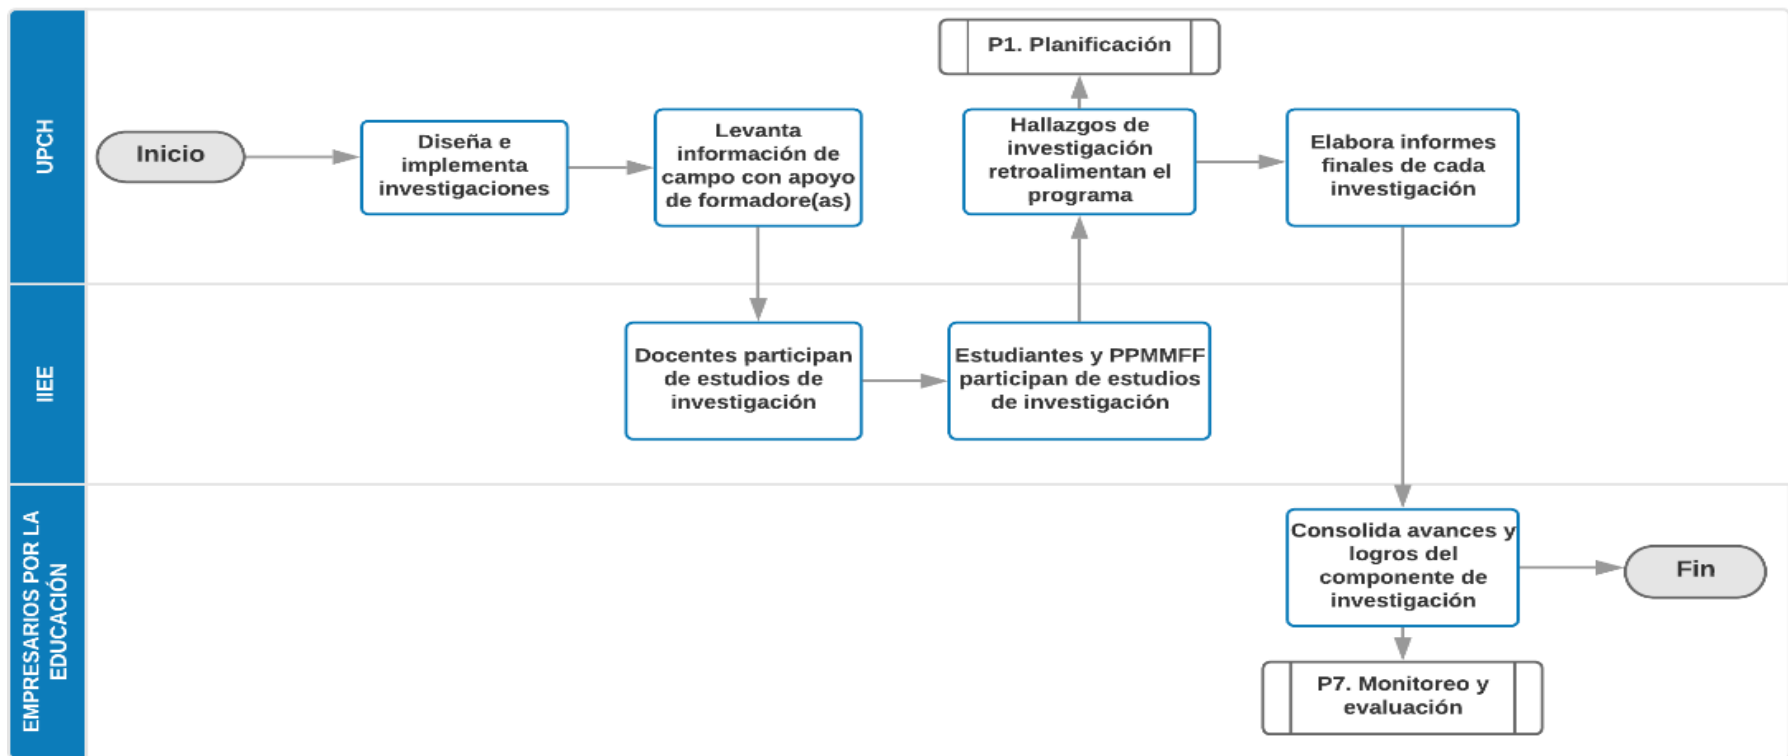 UPCH
Inicio
Diseña e
implementa
investigaciones
Levanta
información de
campo con apoyo
de formadore(as)
P1. Planificación
Hallazgos de
investigación
retroalimentan el
programa
Elabora informes
finales de cada
investigación
IIEE
Docentes participan
de estudios de
investigación
Estudiantes y PPMMFF
participan de estudios
de investigación
EMPRESARIOS POR LA
EDUCACIÓN
Consolida avances y
logros del
componente de
investigación
Fin
P7. Monitoreo y
evaluación